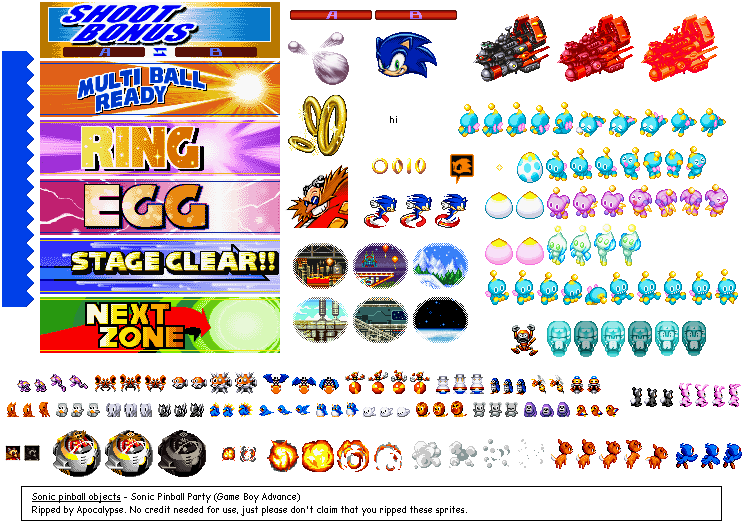 SHOOT
BONUS
A S B
A B
MULTI BALL
READY
RING
hi
EGG
STAGE CLEAR!!
NEXT
ZONE
Sonic pinball objects - Sonic Pinball Party (Game Boy Advance)
Ripped by Apocalypse. No credit needed for use, just please don't claim that you ripped these sprites.